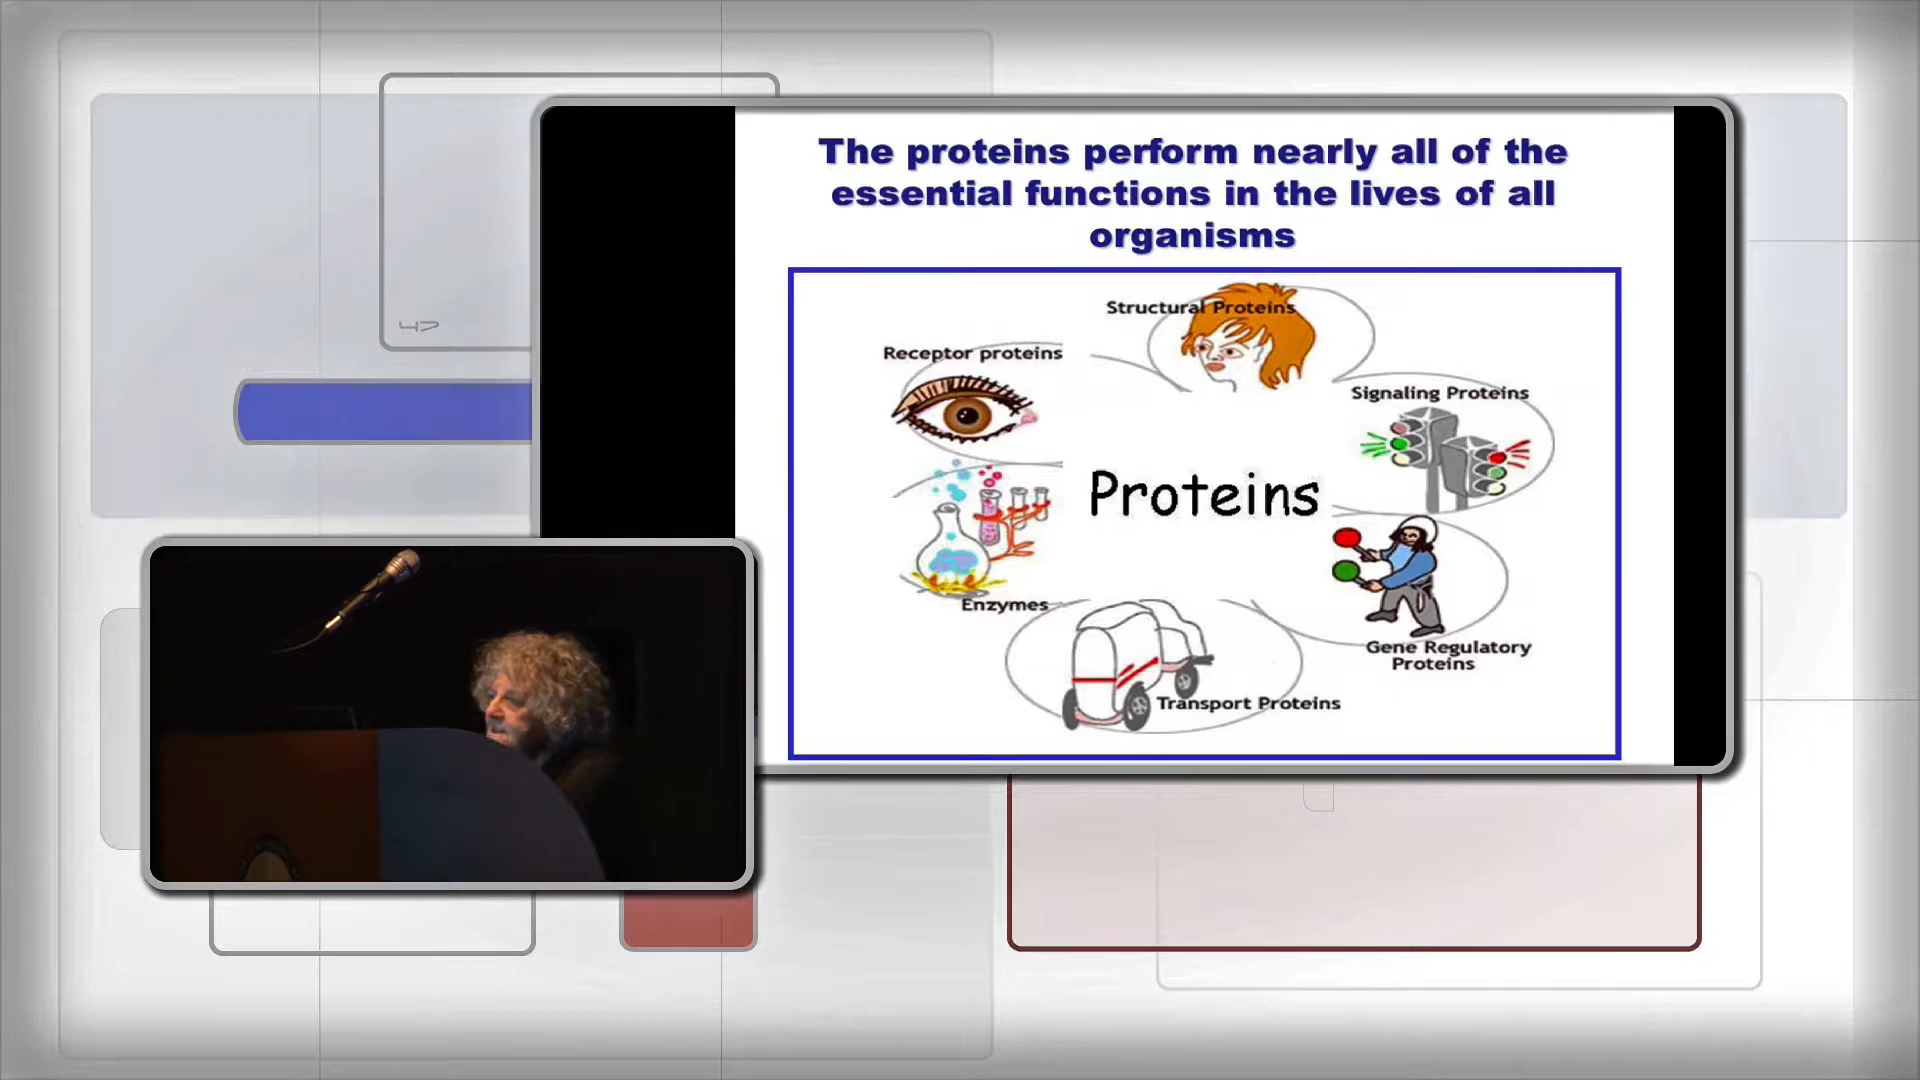 The proteins perform nearly all of the
essential functions in the lives of all
organisms
Structural Proteins
Receptor proteins
Signaling Proteins
Proteins
Enzymes
Gene Regulatory
Proteins
Transport Proteins
47